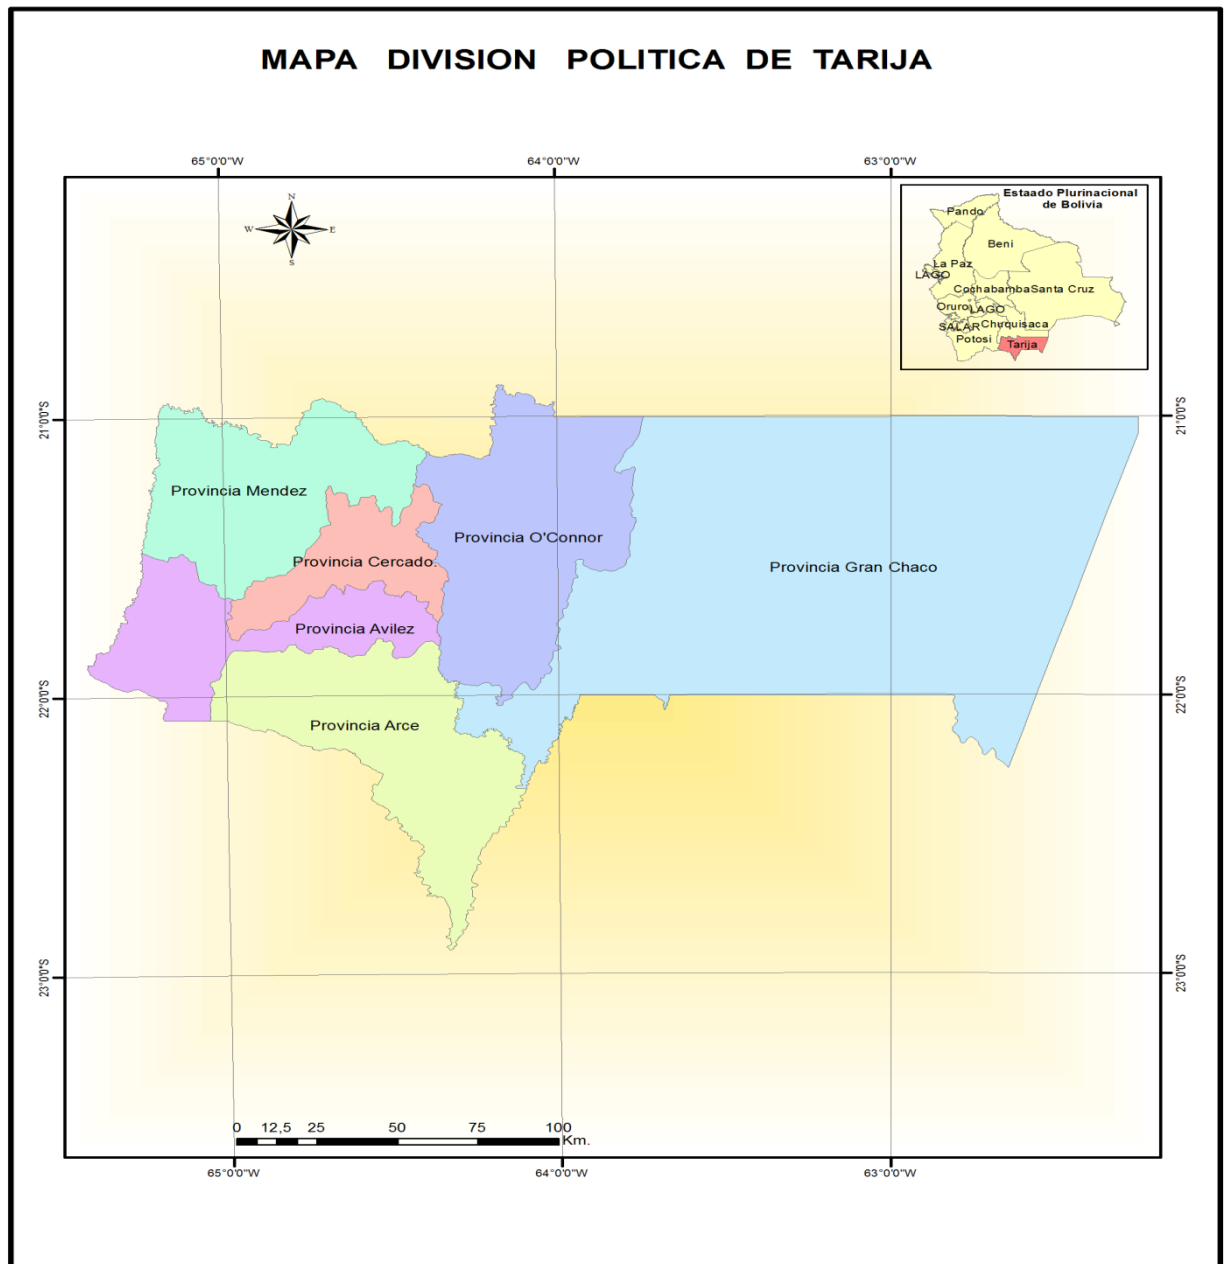 MAPA DIVISION POLITICA DE TARIJA
65°0'0"W 64°0'0"W 63°0'0"W
N
W E
S
Estaado Plurinacional
de Bolivia
Pando
Beni
La Paz
LAGO
Cochabamba Santa Cruz
Oruro LAGO
SALAR Chuquisaca
Potosi
Tarija
21°0'0"S 21°0'0"S
Provincia Mendez
Provincia O'Connor
Provincia Cercado.
Provincia Gran Chaco
Provincia Avilez
22°0'0"S 22°0'0"S
Provincia Arce
23°0'0"S 23°0'0"S
0 12,5 25 50 75 100
Km.
65°0'0"W 64°0'0"W 63°0'0"W